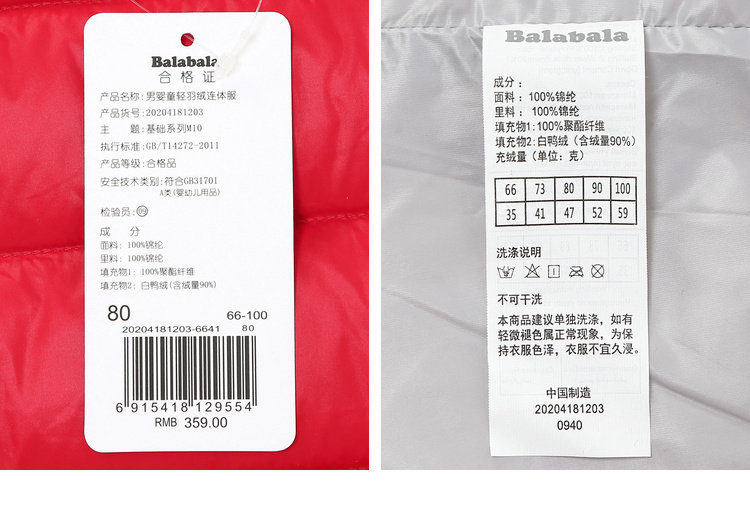 Balabala
合格证
产品名称: 男婴童轻羽绒连体服
产品货号: 20204181203
主 题: 基础系列M10
执行标准: GB/T14272-2011
产品等级: 合格品
安全技术类别: 符合GB31701
A类(婴幼儿用品)
检验员: 09
成 分
面料: 100%锦纶
里料: 100%锦纶
填充物1: 100%聚酯纤维
填充物2: 白鸭绒(含绒量90%)
80 66-100
20204181203-6641 80
6 915418 129554
RMB 359.00
Balabala
成分：
面料：100%锦纶
里料： 100%锦纶
填充物1: 100%聚酯纤维
填充物2: 白鸭绒（含绒量90%）
充绒量（单位：克）
66 73 80 90 100
35 41 47 52 59
洗涤说明
不可干洗
本商品建议单独洗涤，如有
轻微褪色属正常现象，为保
持衣服色泽，衣服不宜久浸。
中国制造
20204181203
0940